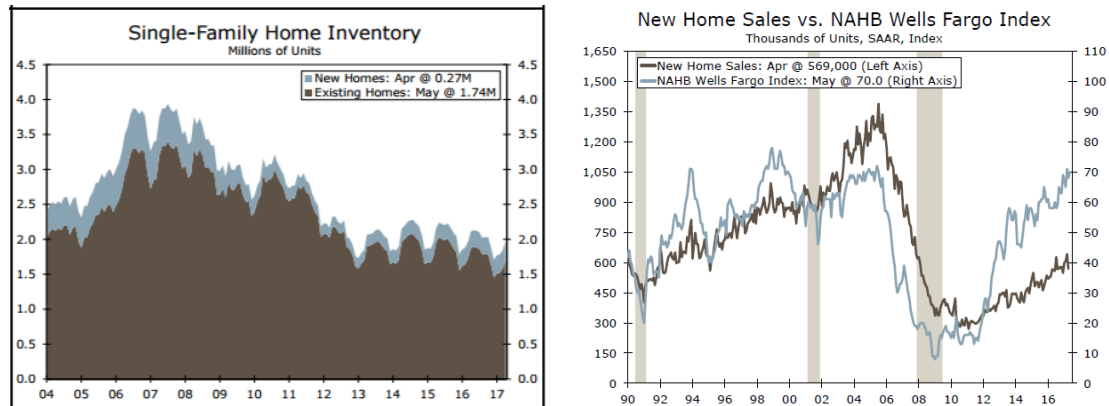 Single-Family Home Inventory
Millions of Units
4.5 4.5
New Homes: Apr @ 0.27M
Existing Homes: May @ 1.74M
4.0 4.0
3.5 3.5
3.0 3.0
2.5 2.5
2.0 2.0
1.5 1.5
1.0 1.0
0.5 0.5
0.0 0.0
04 05 06 07 08 09 10 11 12 13 14 15 16 17
New Home Sales vs. NAHB Wells Fargo Index
Thousands of Units, SAAR, Index
1,650 110
New Home Sales: Apr @ 569,000 (Left Axis)
NAHB Wells Fargo Index: May @ 70.0 (Right Axis)
1,500 100
1,350 90
1,200 80
1,050 70
900 60
750 50
600 40
450 30
300 20
150 10
0 0
90 92 94 96 98 00 02 04 06 08 10 12 14 16